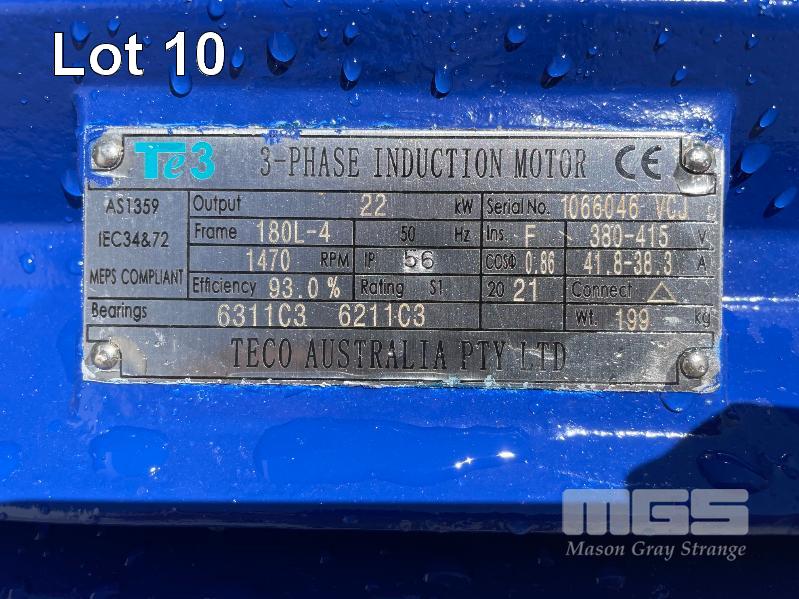 Lot 10
Te3 3-PHASE INDUCTION MOTOR CE
AS1359 Output 22 kW Serial No. 1066046 VCJ
IEC34&72 Frame 180L-4 50 Hz Ins. F 380-415 V
1470 RPM IP 56 COSΦ 0.86 41.8-38.3 A
MEPS COMPLIANT Efficiency 93.0% Rating S1 20 21 Connect △
Bearings 6311C3 6211C3 Wt. 199 kg
TECO AUSTRALIA PTY LTD
MGS
Mason Gray Strange